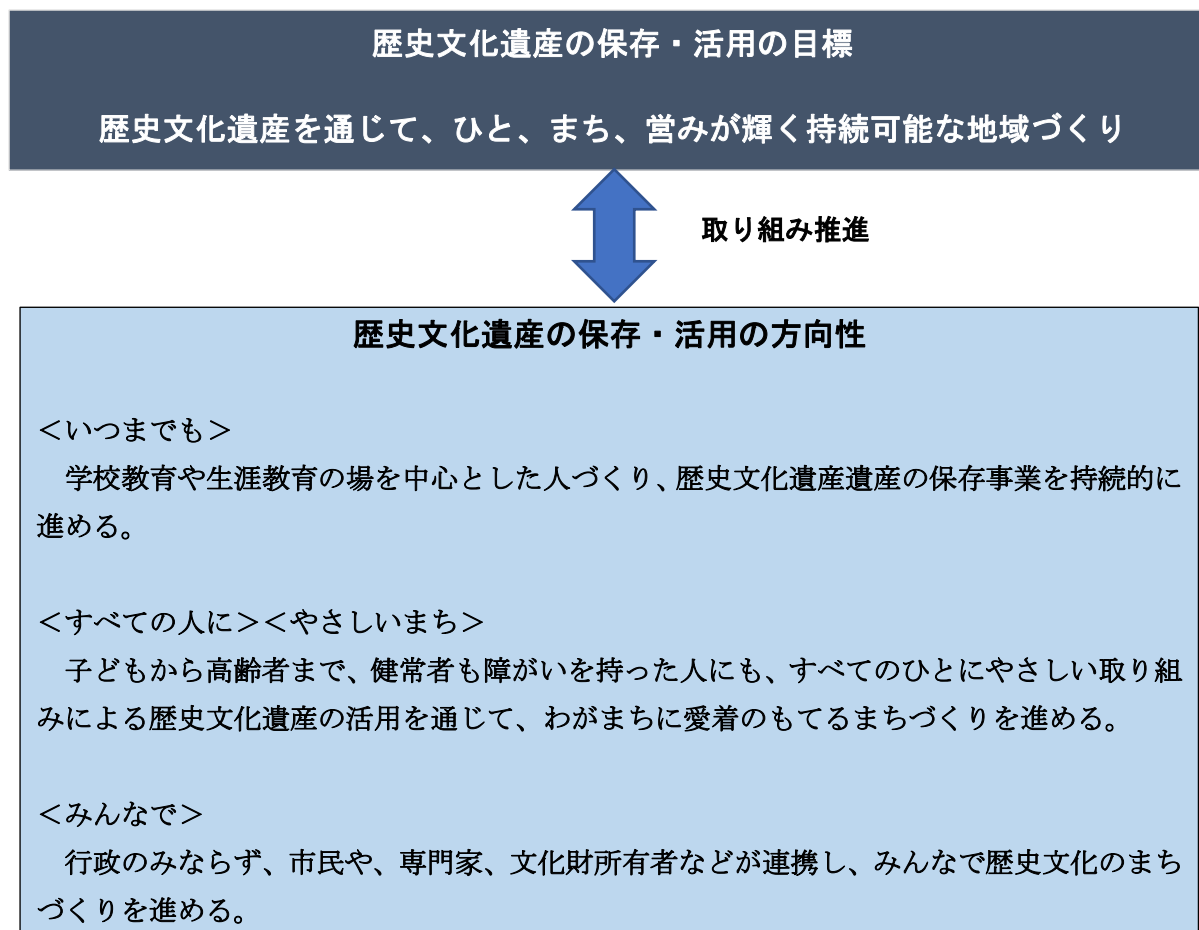 歴史文化遺産の保存・活用の目標
歴史文化遺産を通じて、ひと、まち、営みが輝く持続可能な地域づくり
取り組み推進
歴史文化遺産の保存・活用の方向性
＜いつまでも＞
学校教育や生涯教育の場を中心とした人づくり、歴史文化遺産遺産の保存事業を持続的に
進める。
＜すべての人に＞＜やさしいまち＞
子どもから高齢者まで、健常者も障がいを持った人にも、すべてのひとにやさしい取り組
みによる歴史文化遺産の活用を通じて、わがまちに愛着のもてるまちづくりを進める。
＜みんなで＞
行政のみならず、市民や、専門家、文化財所有者などが連携し、みんなで歴史文化のまち
づくりを進める。